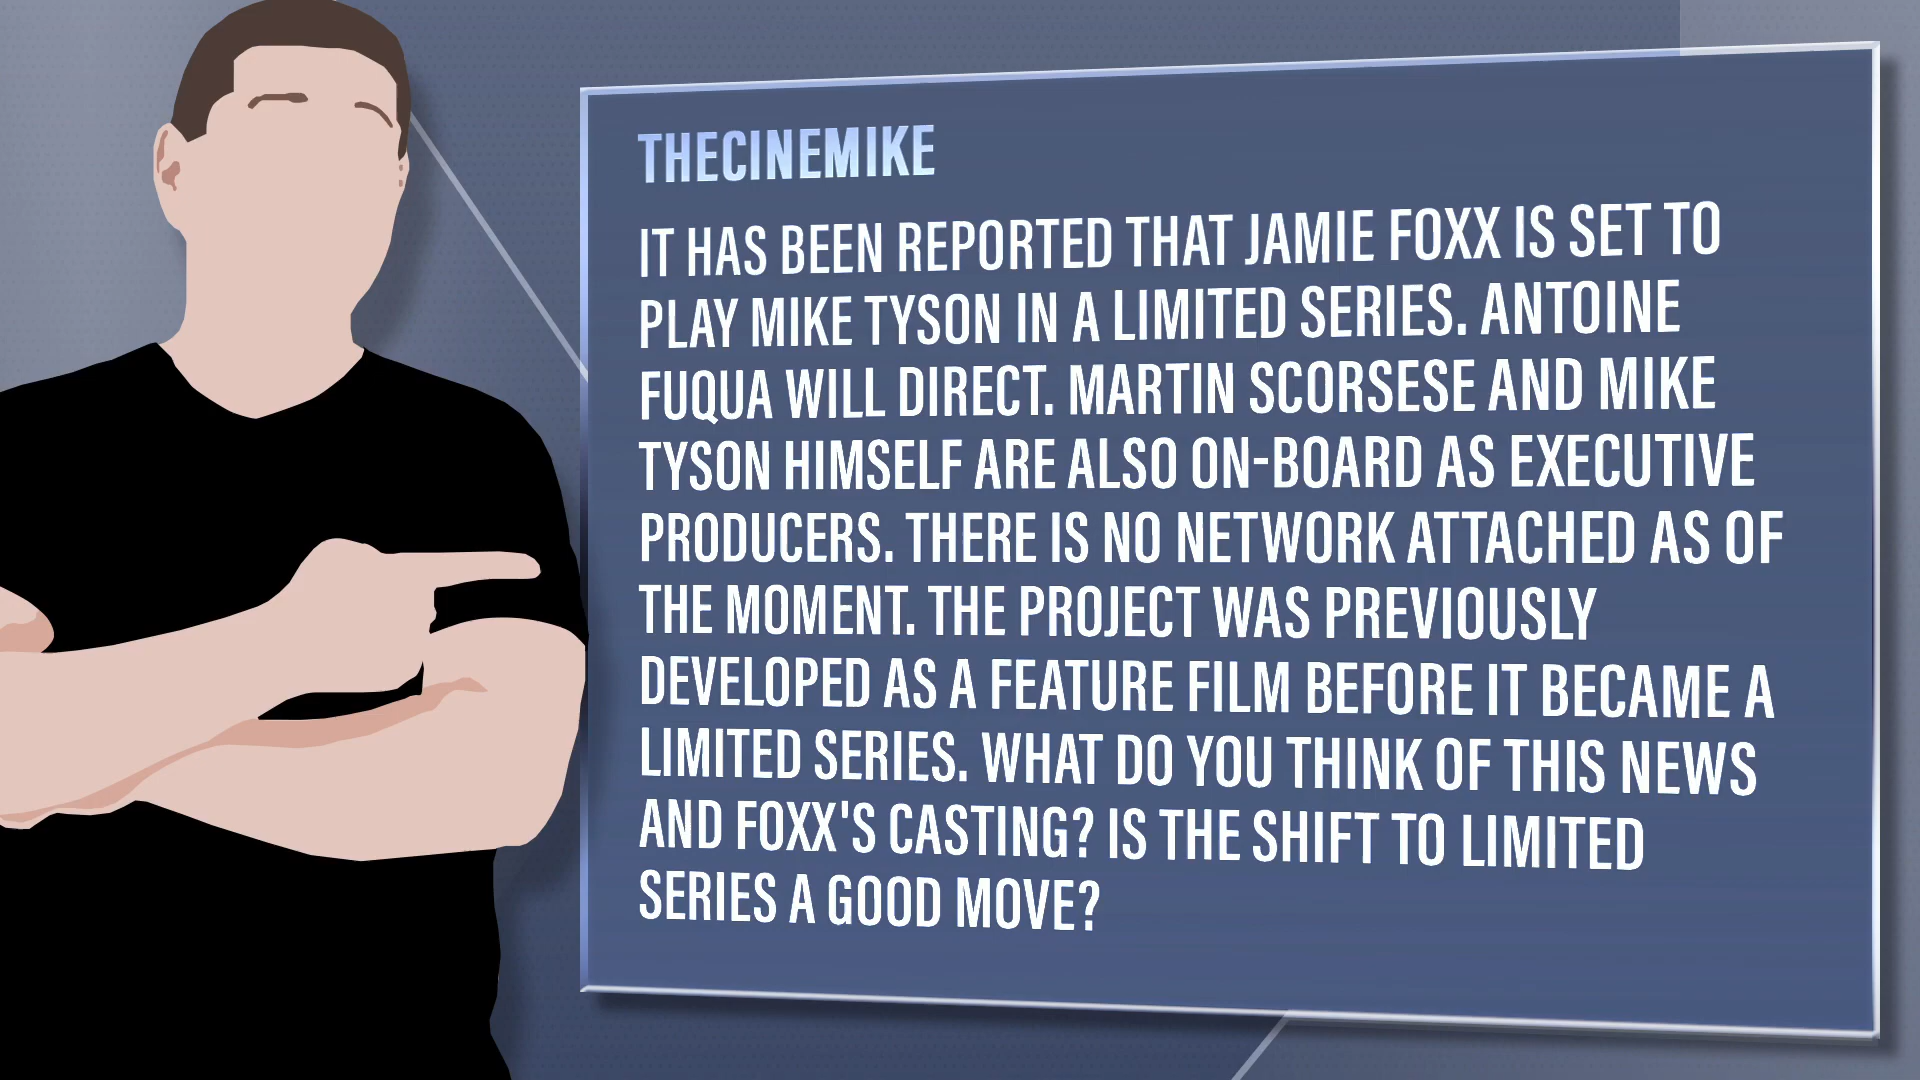 THECINEMIKE
IT HAS BEEN REPORTED THAT JAMIE FOXX IS SET TO
PLAY MIKE TYSON IN A LIMITED SERIES. ANTOINE
FUQUA WILL DIRECT. MARTIN SCORSESE AND MIKE
TYSON HIMSELF ARE ALSO ON-BOARD AS EXECUTIVE
PRODUCERS. THERE IS NO NETWORK ATTACHED AS OF
THE MOMENT. THE PROJECT WAS PREVIOUSLY
DEVELOPED AS A FEATURE FILM BEFORE IT BECAME A
LIMITED SERIES. WHAT DO YOU THINK OF THIS NEWS
AND FOXX'S CASTING? IS THE SHIFT TO LIMITED
SERIES A GOOD MOVE?